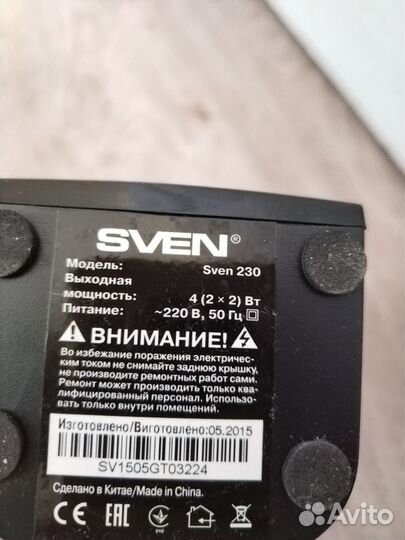 SVEN®
Модель: Sven 230
Выходная
мощность: 4 (2 × 2) Вт
Питание: ~220 В, 50 Гц
ВНИМАНИЕ!
Во избежание поражения электричес-
ким током не снимайте заднюю крышку,
не производите ремонтных работ сами.
Ремонт может производить только ква-
лифицированный персонал. Использо-
вать только внутри помещений.
Изготовлено/Виготовлено:05.2015
SV1505GT03224
Сделано в Китае/Made in China.
CE EAC
Avito